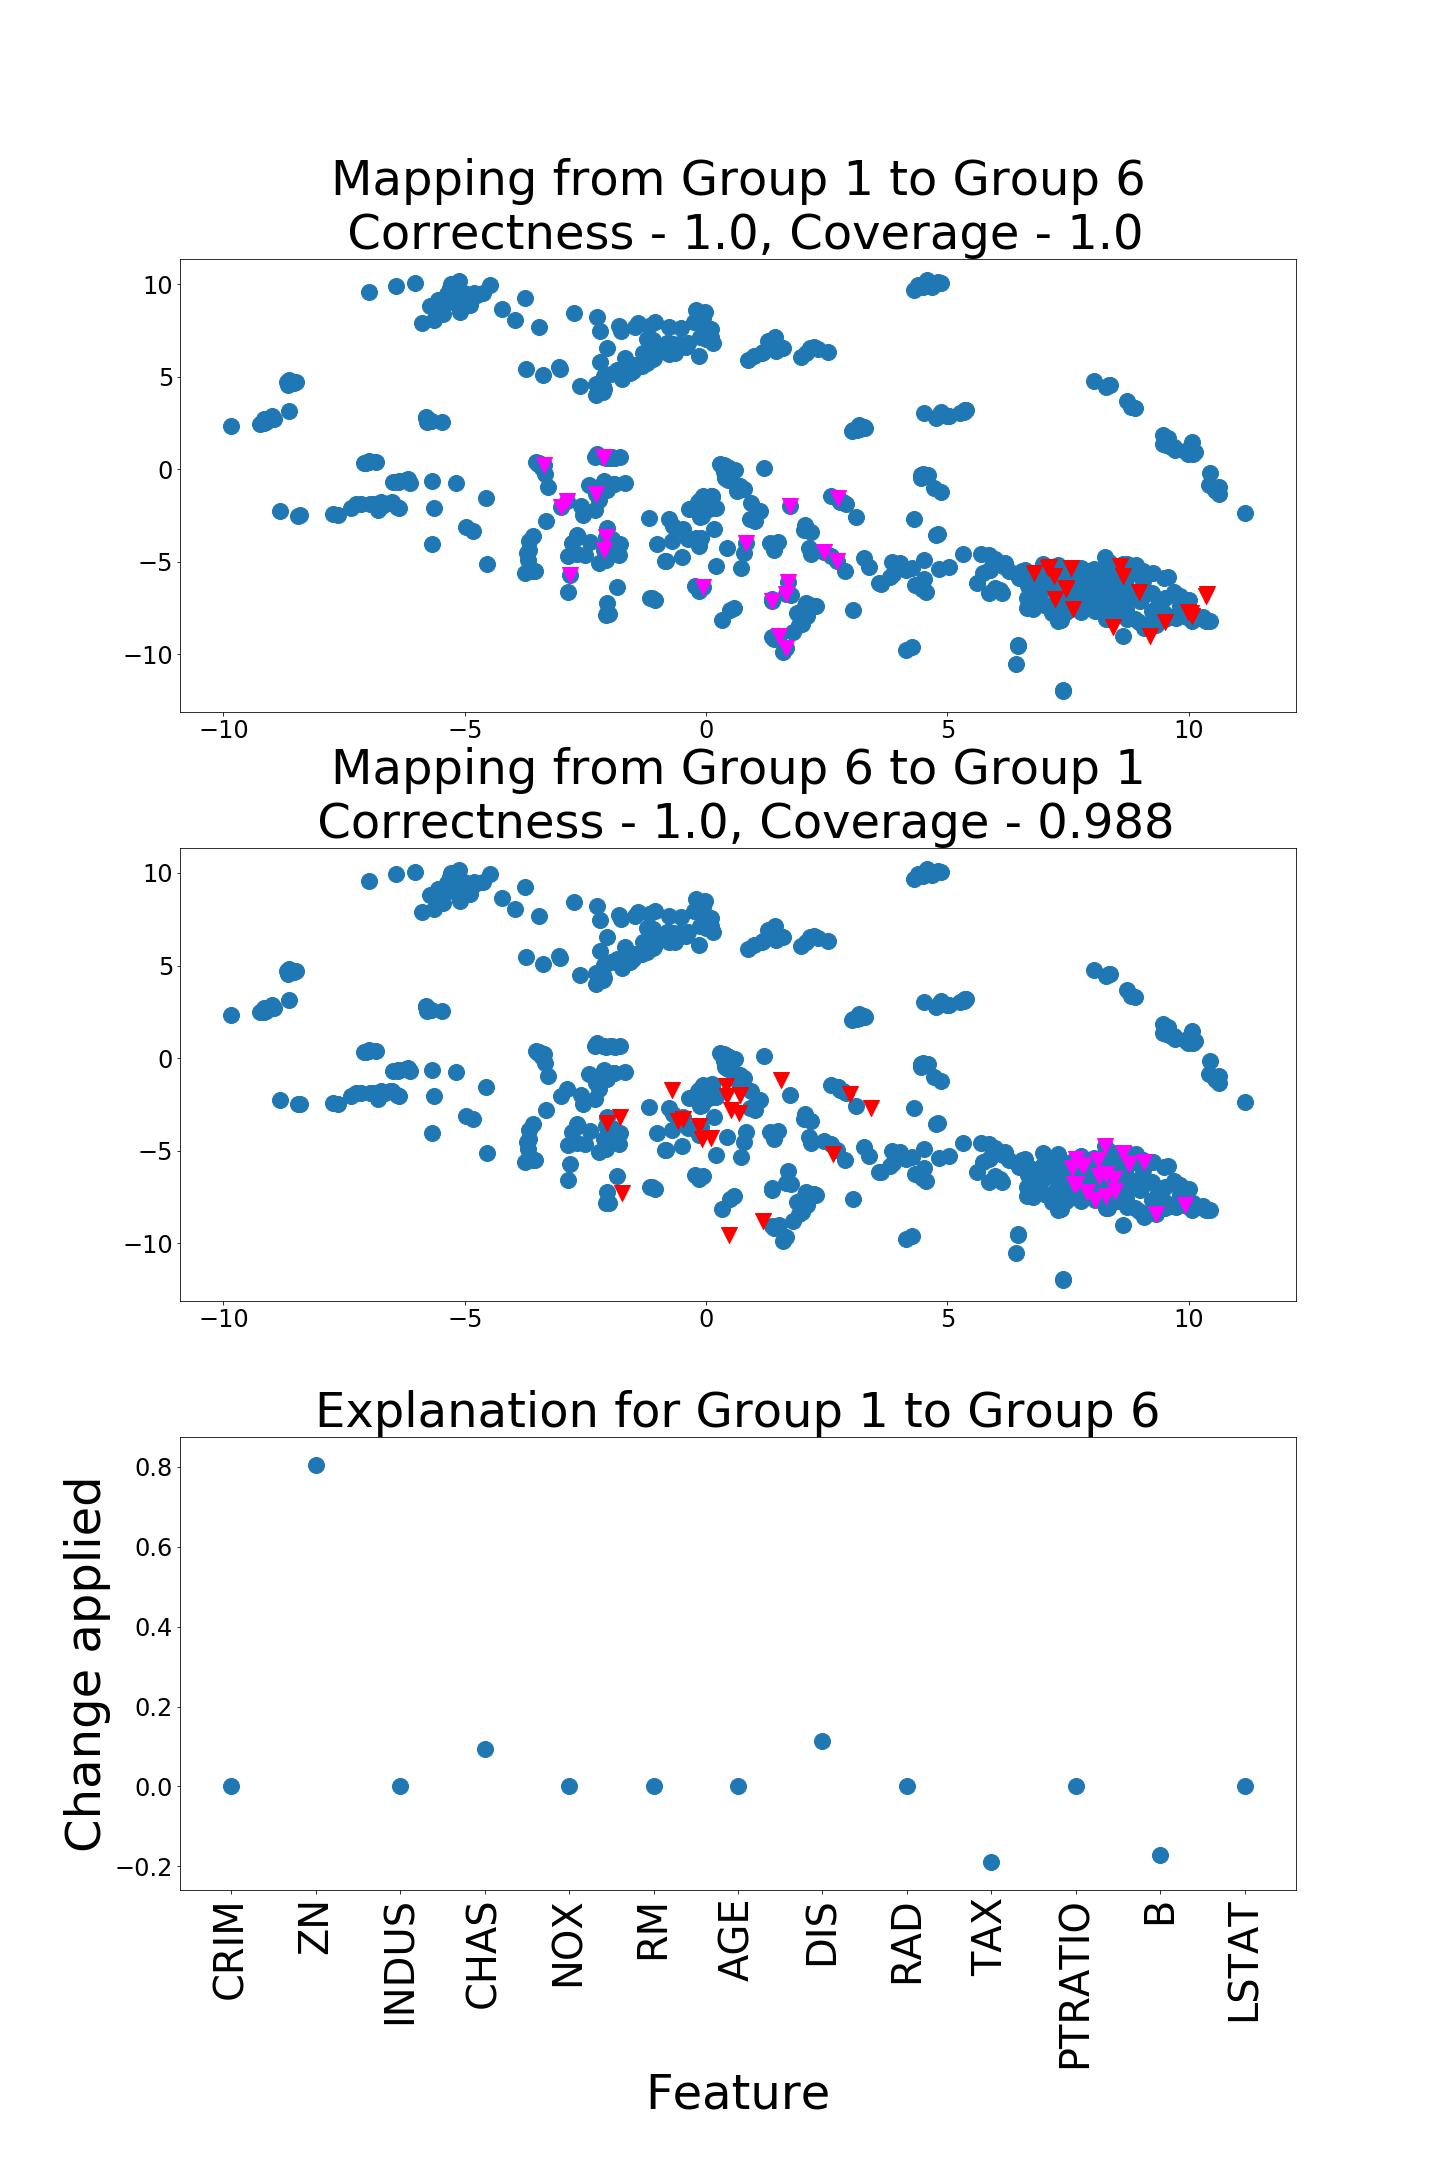 Mapping from Group 1 to Group 6
Correctness - 1.0, Coverage - 1.0
10
5
0
−5
−10
−10 −5 0 5 10
Mapping from Group 6 to Group 1
Correctness - 1.0, Coverage - 0.988
10
5
0
−5
−10
−10 −5 0 5 10
Explanation for Group 1 to Group 6
Change applied
0.8
0.6
0.4
0.2
0.0
−0.2
CRIM
ZN
INDUS
CHAS
NOX
RM
AGE
DIS
RAD
TAX
PTRATIO
B
LSTAT
Feature